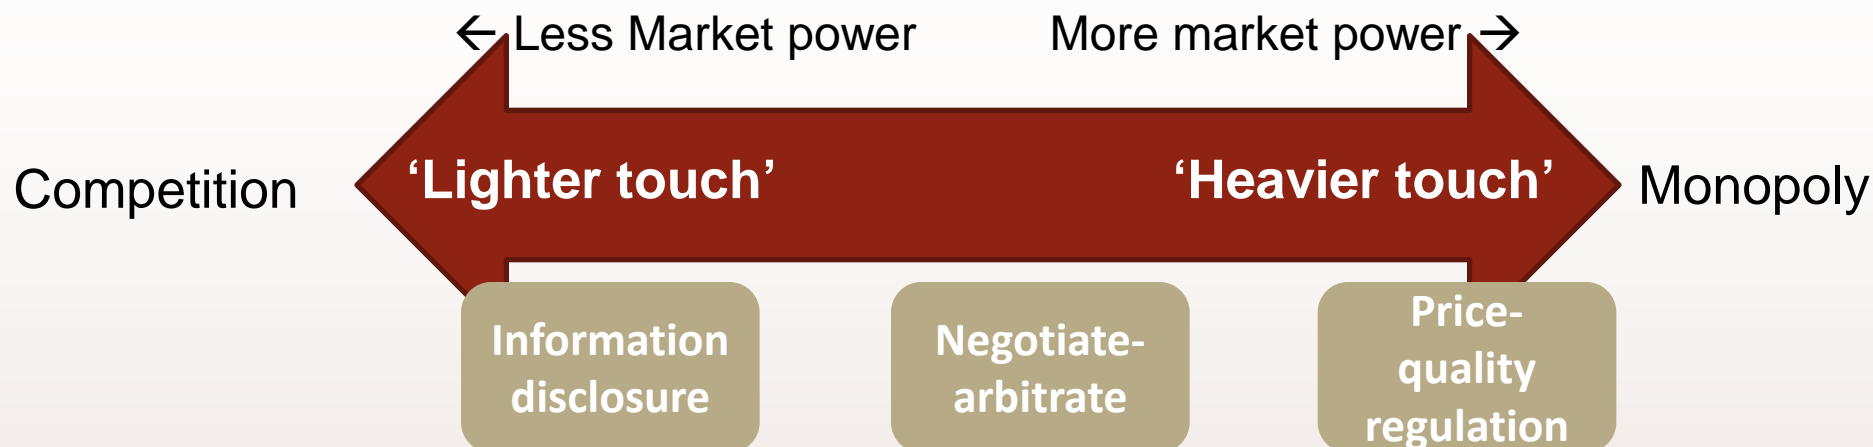 ← Less Market power
More market power →
Competition
‘Lighter touch’
‘Heavier touch’
Monopoly
Information
disclosure
Negotiate-
arbitrate
Price-
quality
regulation